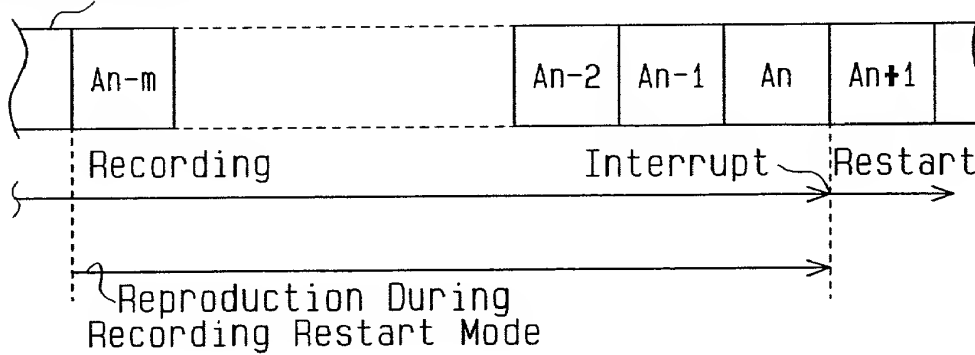 An-m An-2 An-1 An An+1
Recording Interrupt Restart
Reproduction During
Recording Restart Mode